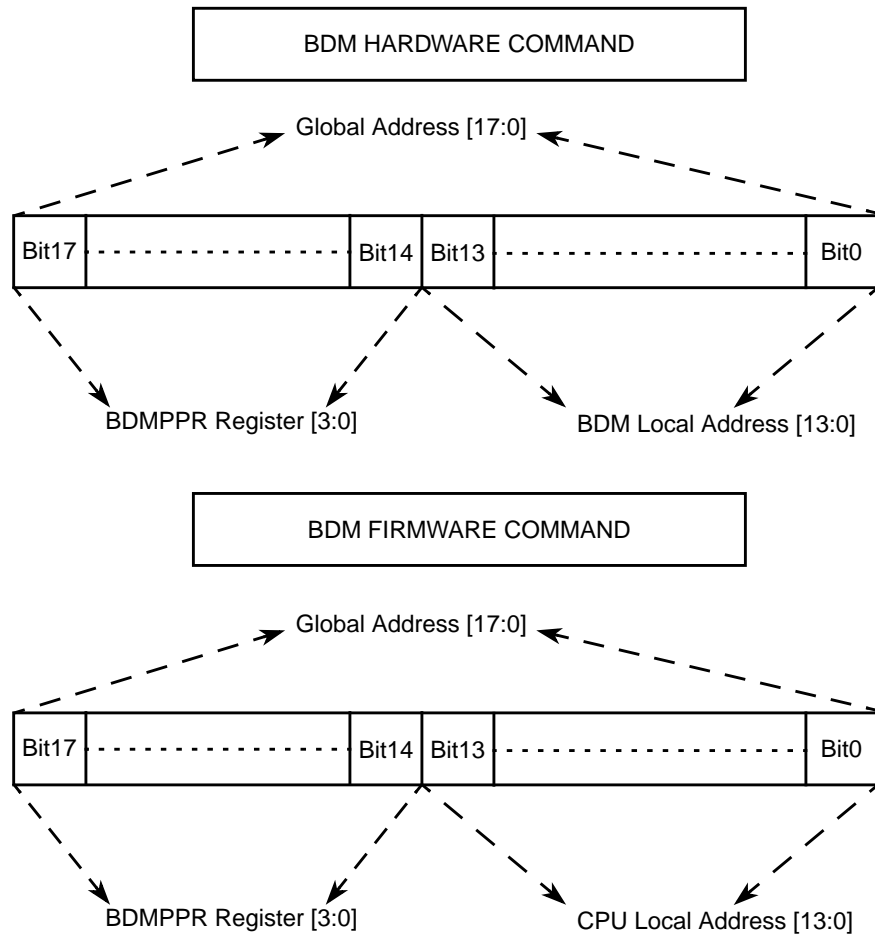 BDM HARDWARE COMMAND
Global Address [17:0]
Bit17 Bit14 Bit13 Bit0
BDMPPR Register [3:0] BDM Local Address [13:0]
BDM FIRMWARE COMMAND
Global Address [17:0]
Bit17 Bit14 Bit13 Bit0
BDMPPR Register [3:0] CPU Local Address [13:0]